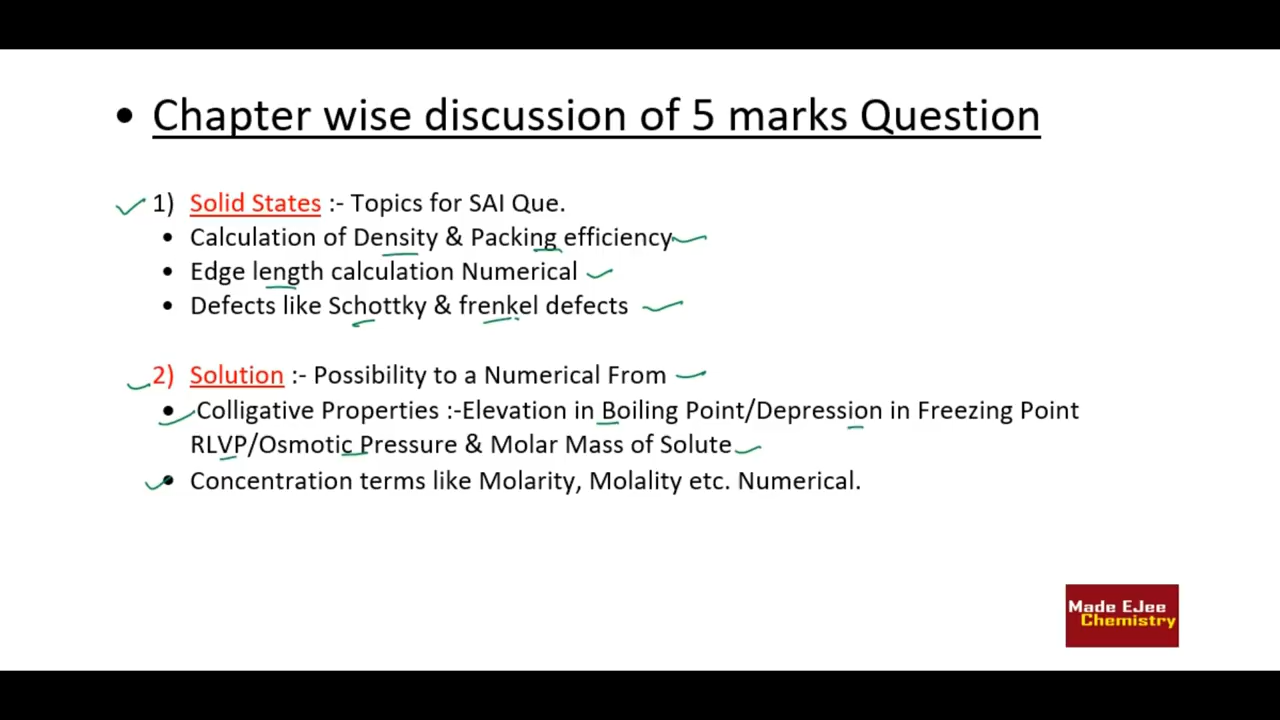 • Chapter wise discussion of 5 marks Question
1) Solid States :- Topics for SAI Que.
• Calculation of Density & Packing efficiency
• Edge length calculation Numerical
• Defects like Schottky & frenkel defects
2) Solution :- Possibility to a Numerical From
• Colligative Properties :-Elevation in Boiling Point/Depression in Freezing Point
RLVP/Osmotic Pressure & Molar Mass of Solute
• Concentration terms like Molarity, Molality etc. Numerical.
Made EJee
Chemistry